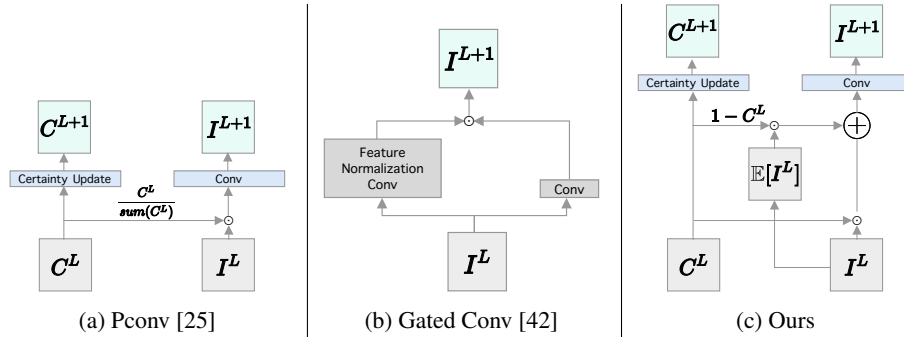 C^{L+1}
I^{L+1}
Certainty Update
Conv
C^L
sum(C^L)
C^L
I^L
(a) Pconv [25]
I^{L+1}
Feature
Normalization
Conv
Conv
I^L
(b) Gated Conv [42]
C^{L+1}
I^{L+1}
Certainty Update
Conv
1 − C^L
𝔼[I^L]
C^L
I^L
(c) Ours